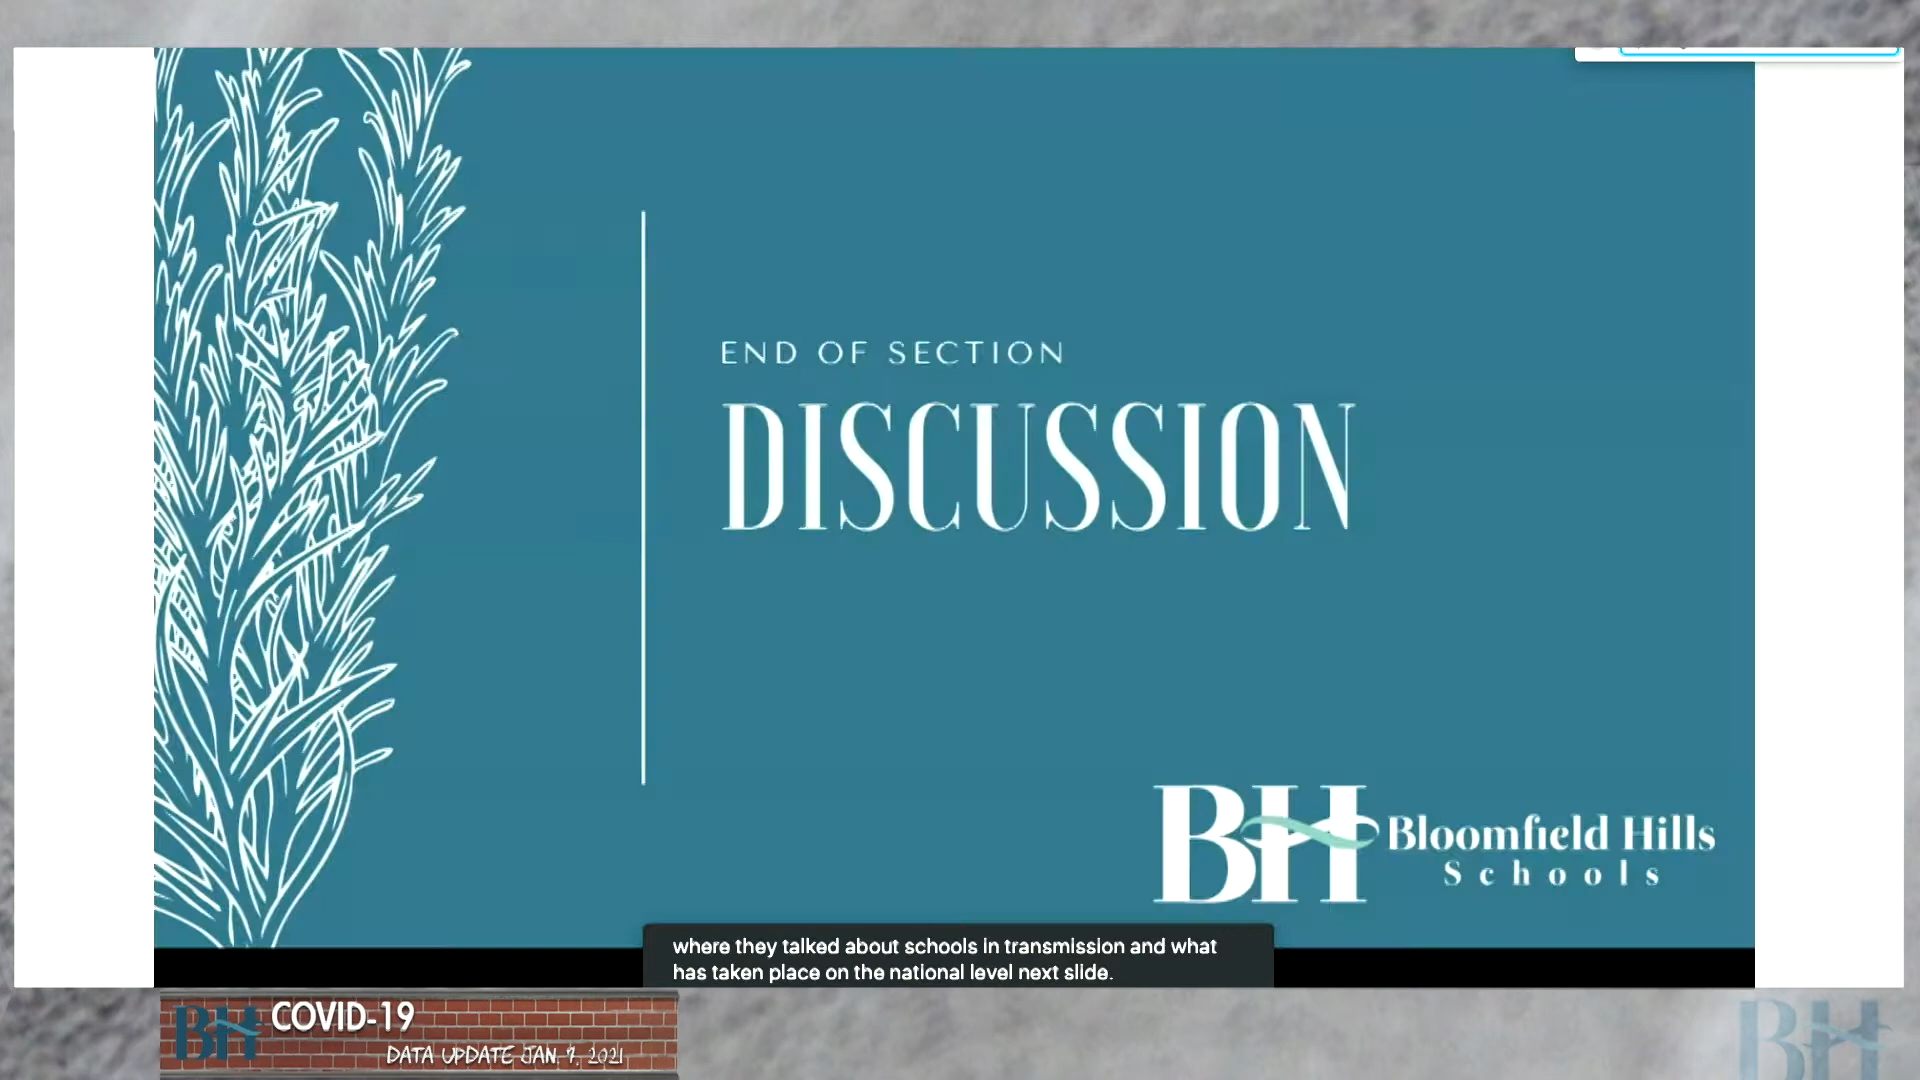 END OF SECTION
DISCUSSION
BH
Bloomfield Hills
Schools
where they talked about schools in transmission and what
has taken place on the national level next slide.
BH
COVID-19
DATA UPDATE JAN. 7, 2021
BH